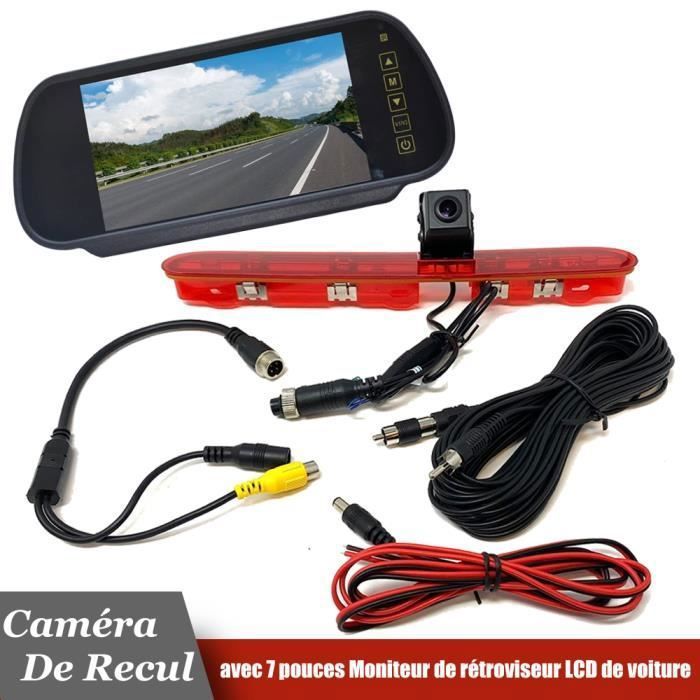 M
Caméra
De Recul
avec 7 pouces Moniteur de rétroviseur LCD de voiture